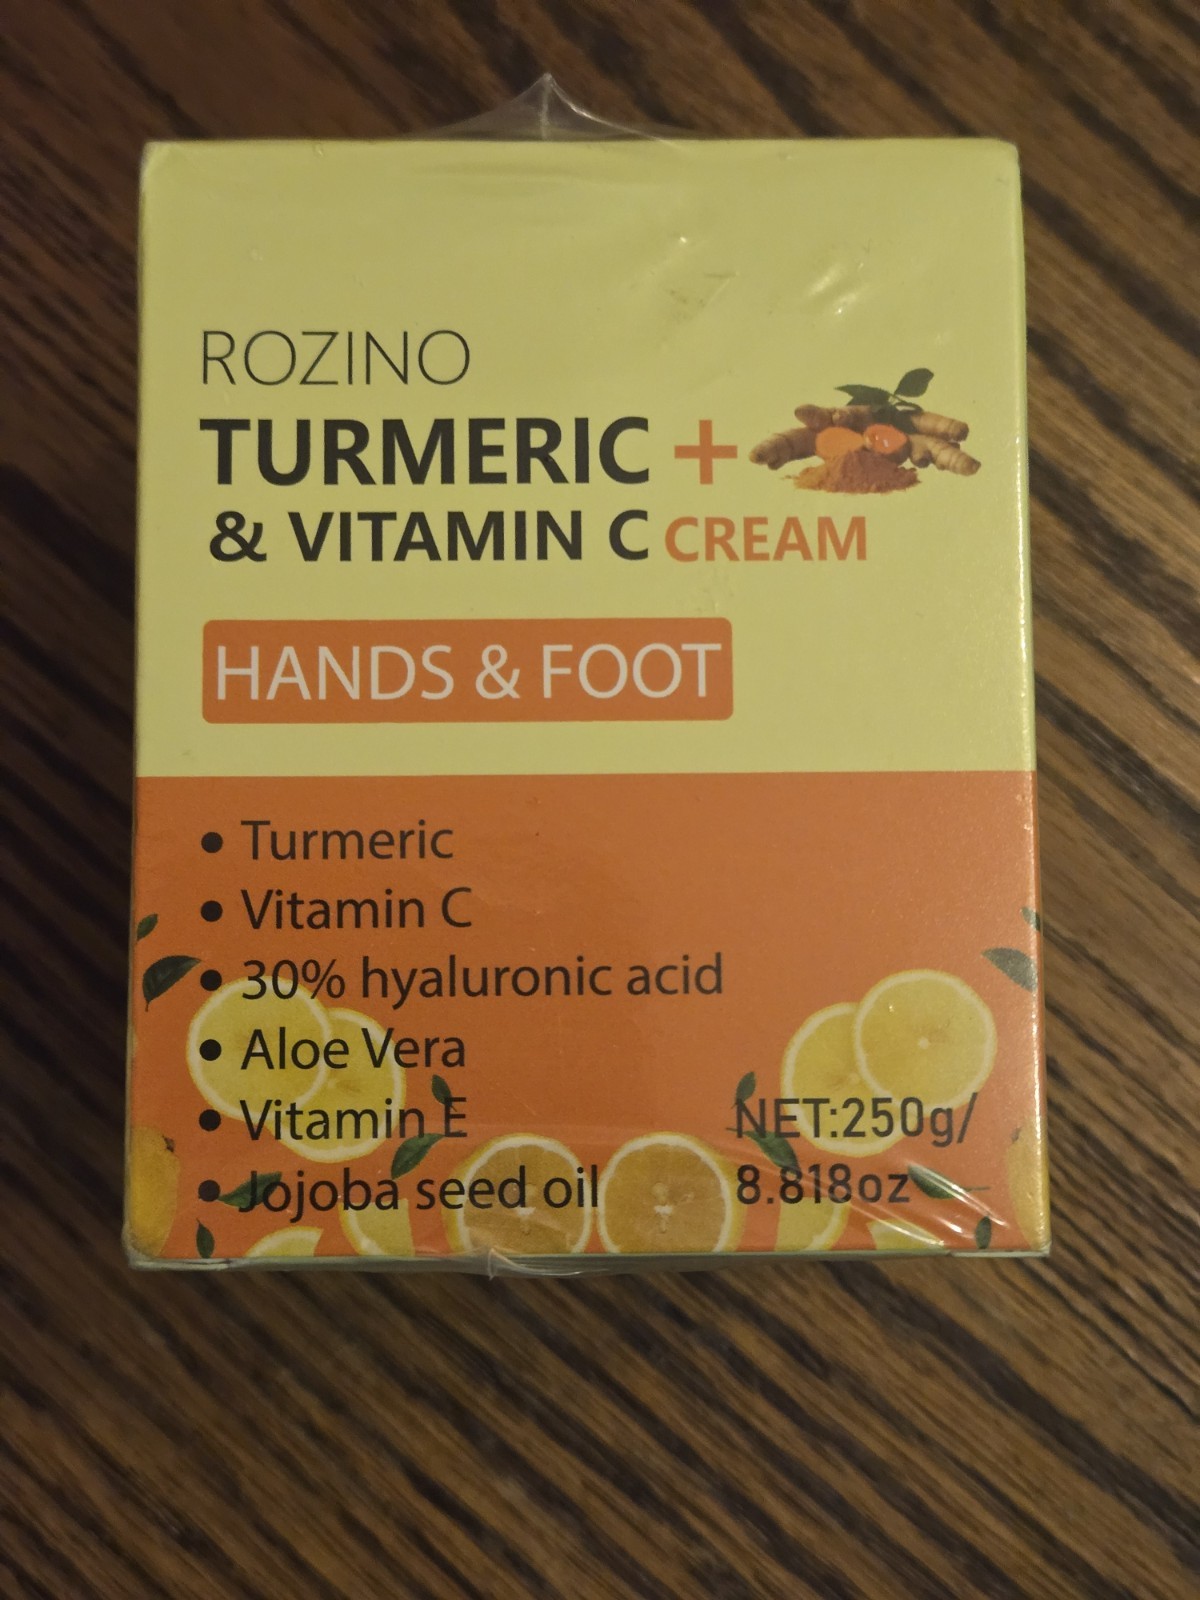 ROZINO
TURMERIC +
& VITAMIN C CREAM
HANDS & FOOT
• Turmeric
• Vitamin C
• 30% hyaluronic acid
• Aloe Vera
• Vitamin E
• Jojoba seed oil
NET:250g/
8.818oz